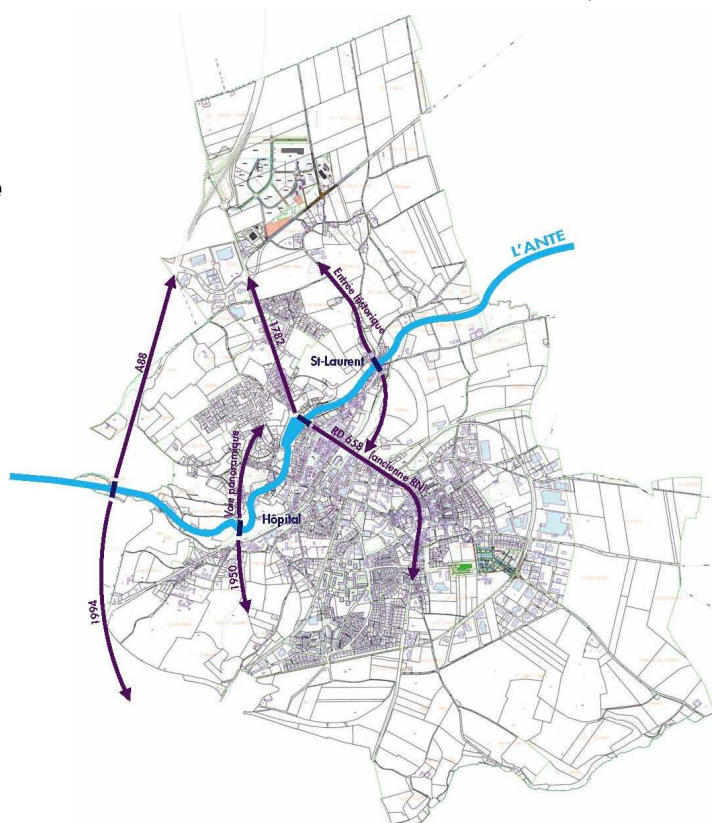 e
L'ANTE
Entrée historique
1782
A88
St-Laurent
RD 658 (ancienne RN)
Voie panoramique
Hôpital
1950
1994